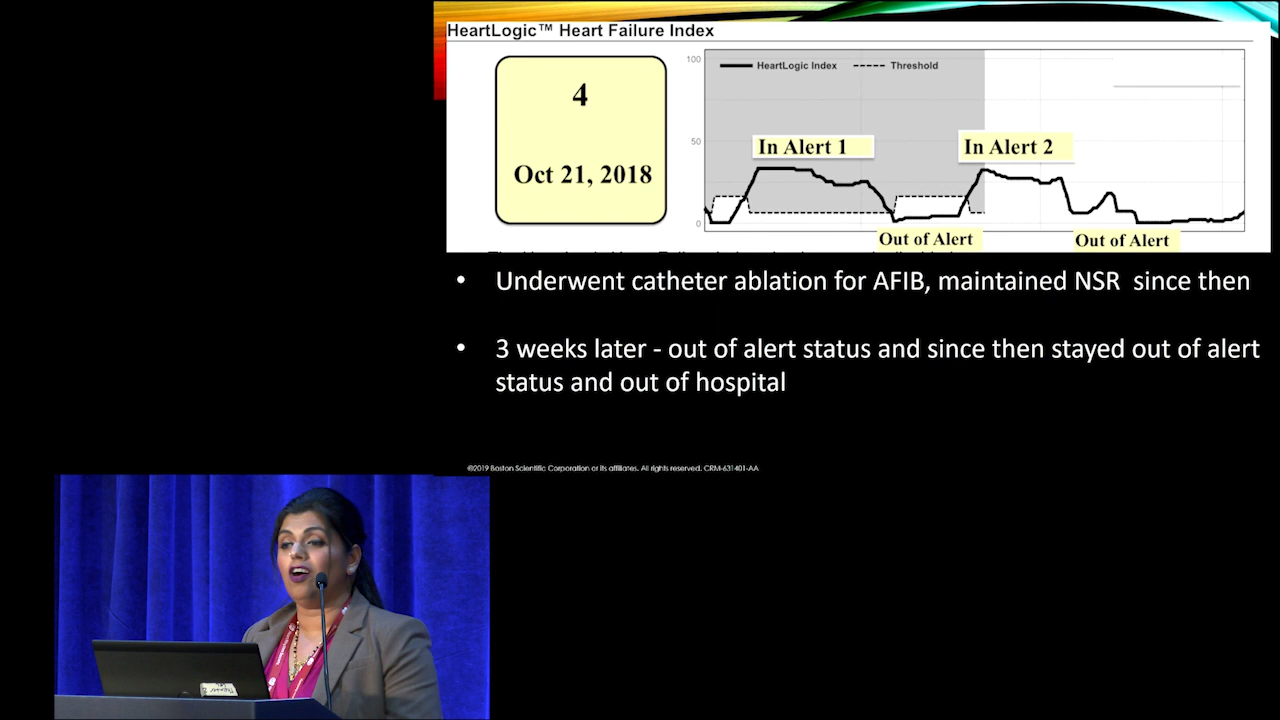 HeartLogic™ Heart Failure Index
4
Oct 21, 2018
100
50
0
HeartLogic Index
Threshold
In Alert 1
In Alert 2
Out of Alert
Out of Alert
• Underwent catheter ablation for AFIB, maintained NSR since then
• 3 weeks later - out of alert status and since then stayed out of alert
status and out of hospital
©2019 Boston Scientific Corporation or its affiliates. All rights reserved. CRM-631401-AA